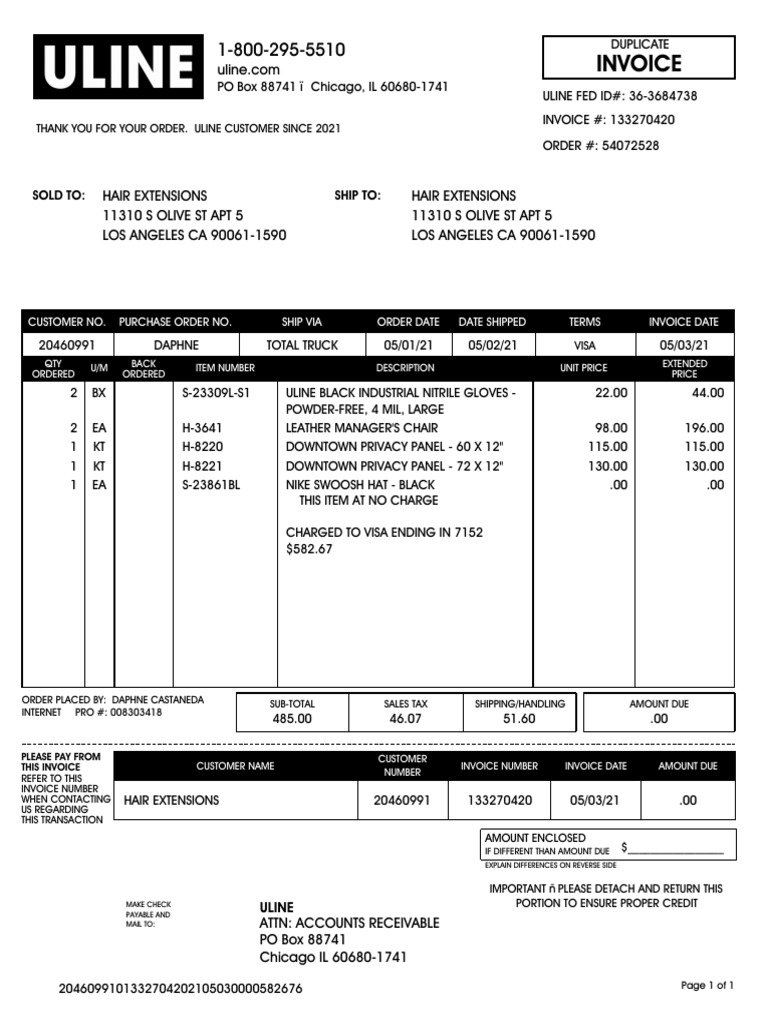 ULINE
1-800-295-5510
uline.com
PO Box 88741 ï Chicago, IL 60680-1741
DUPLICATE
INVOICE
ULINE FED ID#: 36-3684738
INVOICE #: 133270420
ORDER #: 54072528
THANK YOU FOR YOUR ORDER. ULINE CUSTOMER SINCE 2021
SOLD TO: HAIR EXTENSIONS
11310 S OLIVE ST APT 5
LOS ANGELES CA 90061-1590
SHIP TO: HAIR EXTENSIONS
11310 S OLIVE ST APT 5
LOS ANGELES CA 90061-1590
CUSTOMER NO. PURCHASE ORDER NO. SHIP VIA ORDER DATE DATE SHIPPED TERMS INVOICE DATE
20460991 DAPHNE TOTAL TRUCK 05/01/21 05/02/21 VISA 05/03/21
QTY ORDERED U/M BACK ORDERED ITEM NUMBER DESCRIPTION UNIT PRICE EXTENDED PRICE
2 BX S-23309L-S1 ULINE BLACK INDUSTRIAL NITRILE GLOVES - 22.00 44.00
POWDER-FREE, 4 MIL, LARGE
2 EA H-3641 LEATHER MANAGER'S CHAIR 98.00 196.00
1 KT H-8220 DOWNTOWN PRIVACY PANEL - 60 X 12" 115.00 115.00
1 KT H-8221 DOWNTOWN PRIVACY PANEL - 72 X 12" 130.00 130.00
1 EA S-23861BL NIKE SWOOSH HAT - BLACK .00 .00
THIS ITEM AT NO CHARGE
CHARGED TO VISA ENDING IN 7152
$582.67
ORDER PLACED BY: DAPHNE CASTANEDA
INTERNET PRO #: 008303418
SUB-TOTAL SALES TAX SHIPPING/HANDLING AMOUNT DUE
485.00 46.07 51.60 .00
PLEASE PAY FROM
THIS INVOICE
REFER TO THIS
INVOICE NUMBER
WHEN CONTACTING
US REGARDING
THIS TRANSACTION
CUSTOMER NAME CUSTOMER NUMBER INVOICE NUMBER INVOICE DATE AMOUNT DUE
HAIR EXTENSIONS 20460991 133270420 05/03/21 .00
AMOUNT ENCLOSED
IF DIFFERENT THAN AMOUNT DUE $________________
EXPLAIN DIFFERENCES ON REVERSE SIDE
IMPORTANT ñ PLEASE DETACH AND RETURN THIS
PORTION TO ENSURE PROPER CREDIT
MAKE CHECK
PAYABLE AND
MAIL TO:
ULINE
ATTN: ACCOUNTS RECEIVABLE
PO Box 88741
Chicago IL 60680-1741
204609910133270420210503000058​2676
Page 1 of 1